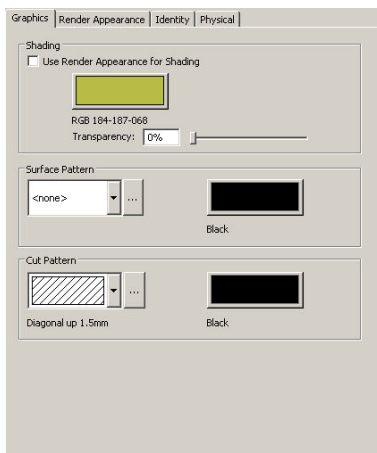 Graphics Render Appearance Identity Physical
Shading
Use Render Appearance for Shading
RGB 184-187-068
Transparency: 0%
Surface Pattern
<none> ...
Black
Cut Pattern
...
Diagonal up 1.5mm Black